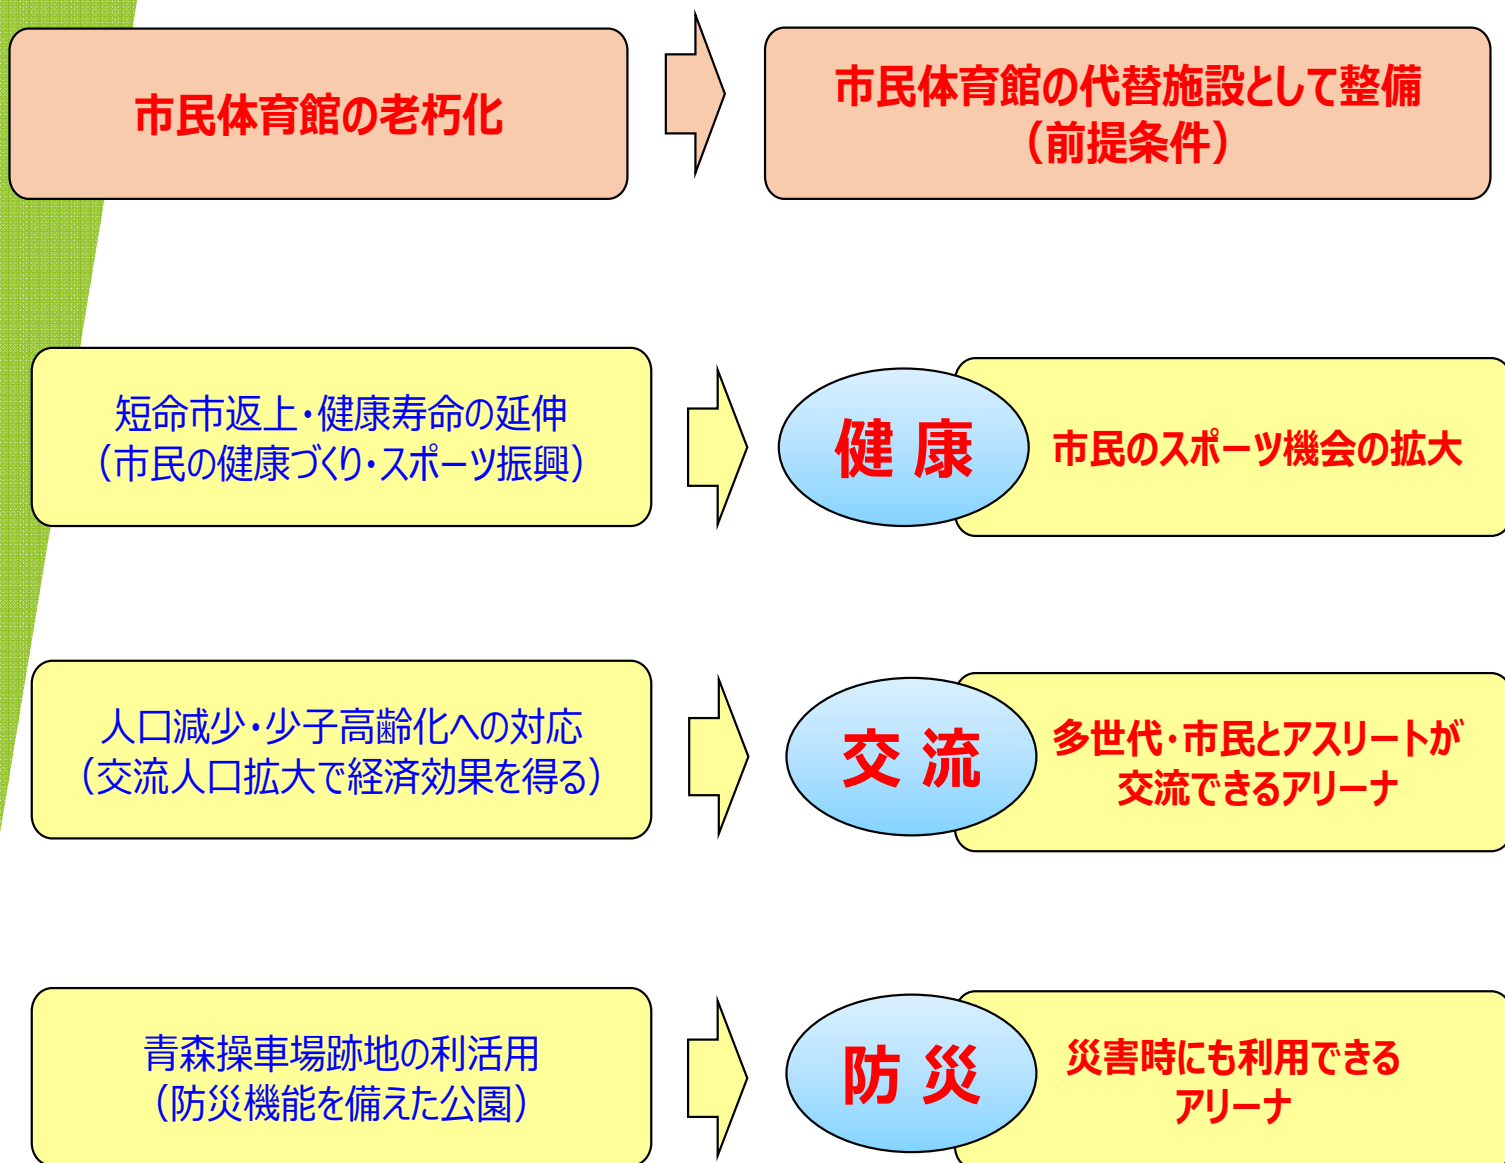 市民体育館の老朽化
市民体育館の代替施設として整備
（前提条件）
短命市返上・健康寿命の延伸
（市民の健康づくり・スポーツ振興）
健 康
市民のスポーツ機会の拡大
人口減少・少子高齢化への対応
（交流人口拡大で経済効果を得る）
交 流
多世代・市民とアスリートが
交流できるアリーナ
青森操車場跡地の利活用
（防災機能を備えた公園）
防 災
災害時にも利用できる
アリーナ